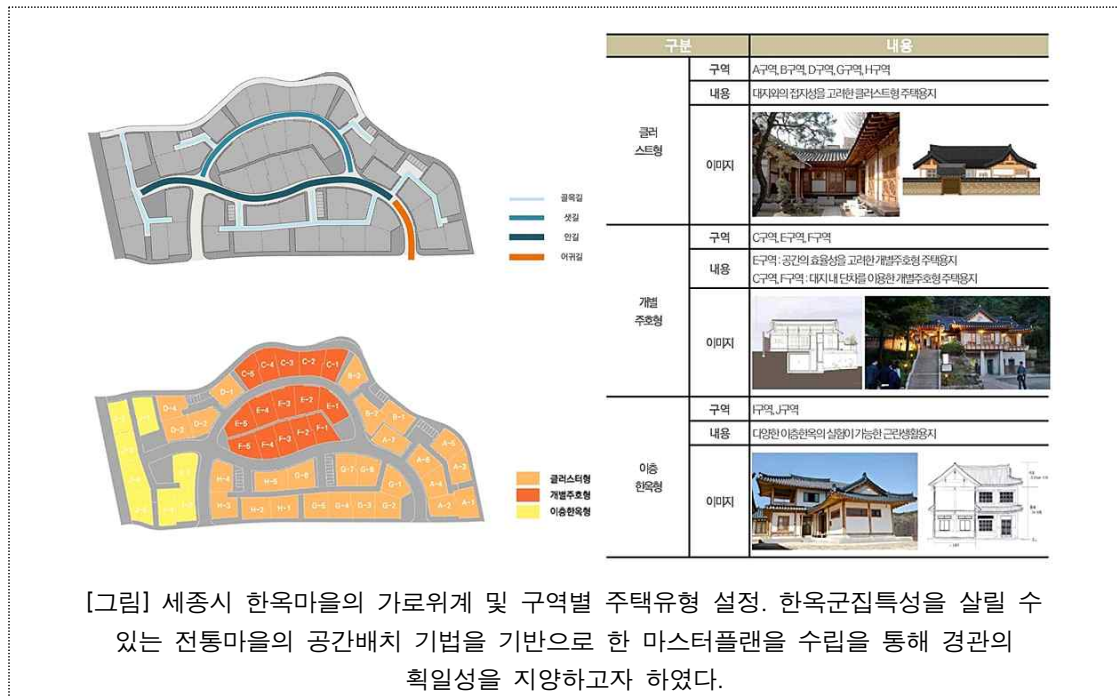 골목길
샛길
안길
어귀길
C-5 C-4 C-3 C-2 C-1
B-3
D-1
D-4
D-2
E-5 E-4 E-3 E-2 E-1
F-5 F-4 F-3 F-2 F-1
B-2 B-1
A-7
A-6
A-5
A-4 A-3
A-2 A-1
G-7 G-6
G-1
H-4
H-5
H-3 H-2 H-1 G-5 G-4 G-3 G-2
클러스터형
개별주호형
이층한옥형
구분 내용
클러
스트형
구역 A구역, B구역, D구역, G구역, H구역
내용 대지와의 접지성을 고려한 클러스트형 주택용지
이미지
개별
주호형
구역 C구역, E구역, F구역
내용 E구역 : 공간의 효율성을 고려한 개별주호형 주택용지
C구역, F구역 : 대지 내 단차를 이용한 개별주호형 주택용지
이미지
이층
한옥형
구역 I구역, J구역
내용 다양한 이층한옥의 실험이 가능한 근린생활용지
이미지
[그림] 세종시 한옥마을의 가로위계 및 구역별 주택유형 설정. 한옥군집특성을 살릴 수
있는 전통마을의 공간배치 기법을 기반으로 한 마스터플랜을 수립을 통해 경관의
획일성을 지양하고자 하였다.